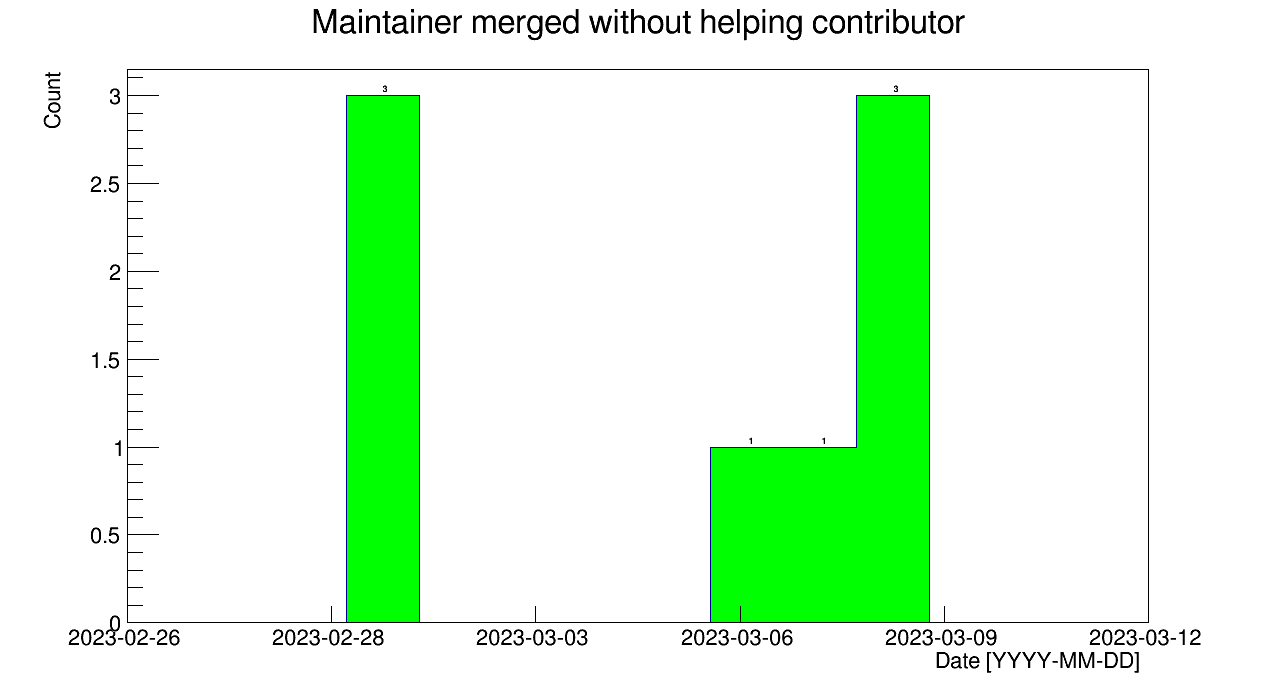 Maintainer merged without helping contributor
Count
3
2.5
2
1.5
1
0.5
0
3
1
1
3
2023-02-26 2023-02-28 2023-03-03 2023-03-06 2023-03-09 2023-03-12
Date [YYYY-MM-DD]